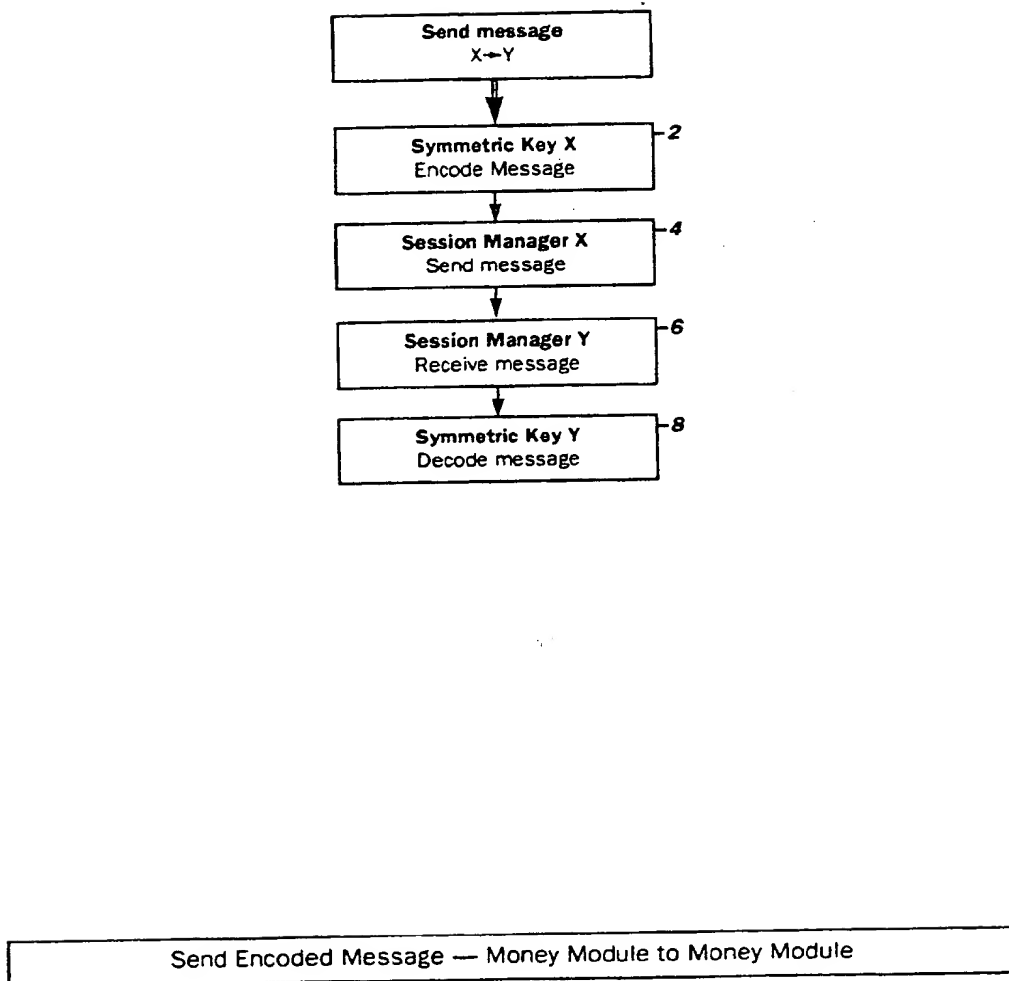 Send message
X→Y
Symmetric Key X
Encode Message
2
Session Manager X
Send message
4
Session Manager Y
Receive message
6
Symmetric Key Y
Decode message
8
Send Encoded Message — Money Module to Money Module